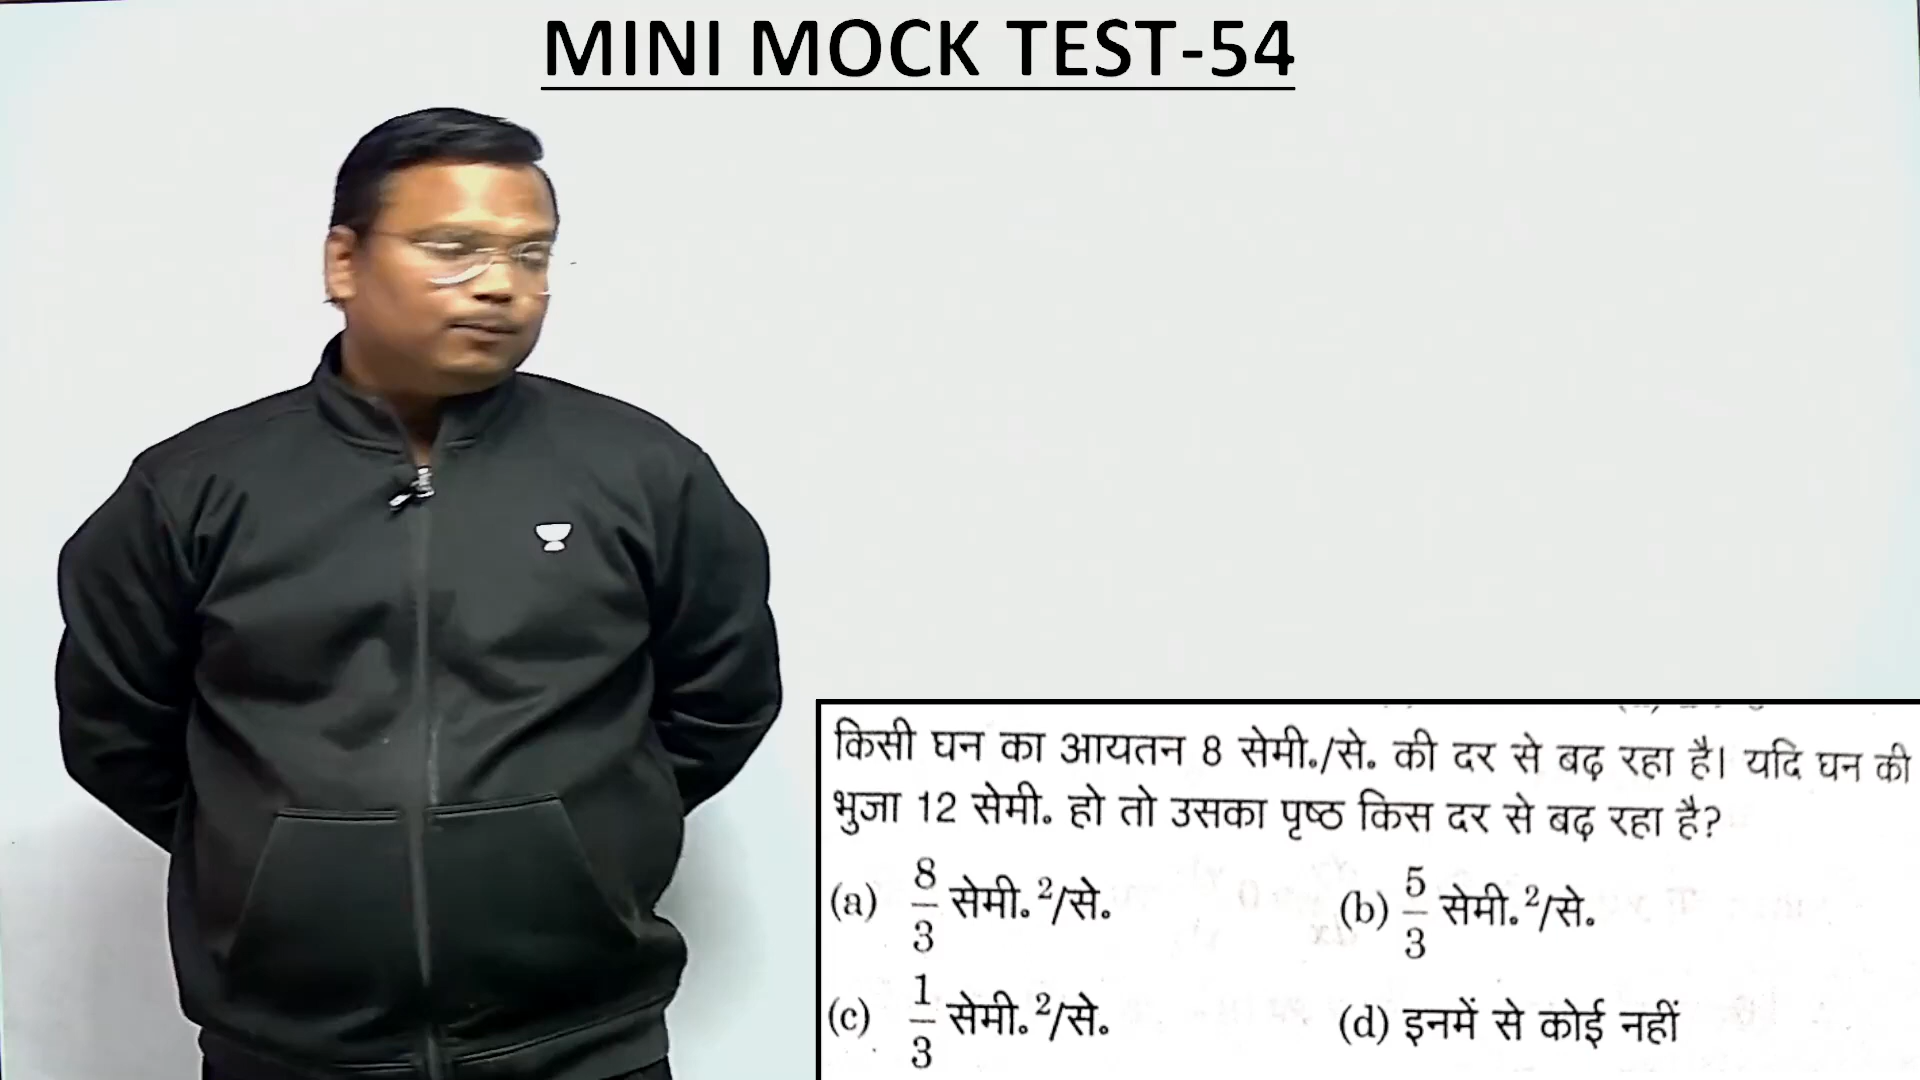 MINI MOCK TEST-54
किसी घन का आयतन 8 सेमी./से. की दर से बढ़ रहा है। यदि घन की
भुजा 12 सेमी. हो तो उसका पृष्ठ किस दर से बढ़ रहा है?
(a) 8/3 सेमी.²/से. (b) 5/3 सेमी.²/से.
(c) 1/3 सेमी.²/से. (d) इनमें से कोई नहीं